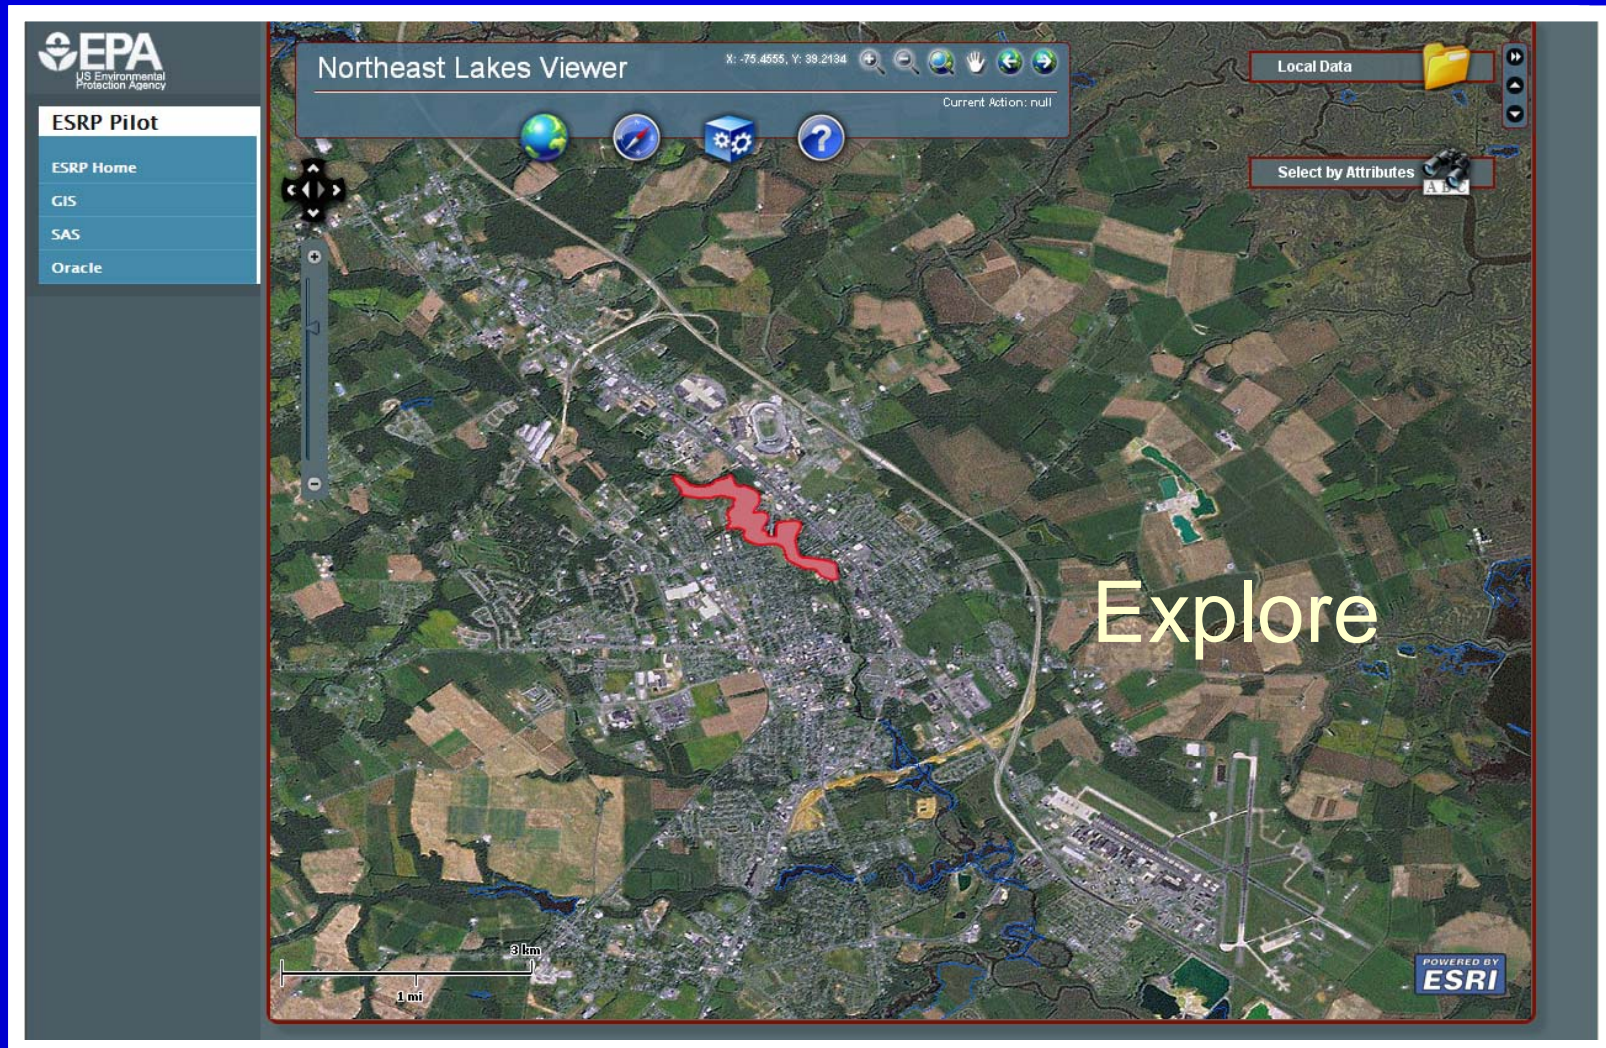 EPA
US Environmental
Protection Agency
ESRP Pilot
ESRP Home
GIS
SAS
Oracle
Northeast Lakes Viewer
X: -75.4555, Y: 39.2134
Current Action: null
?
Local Data
Select by Attributes
A B C
Explore
3 km
1 mi
POWERED BY
ESRI